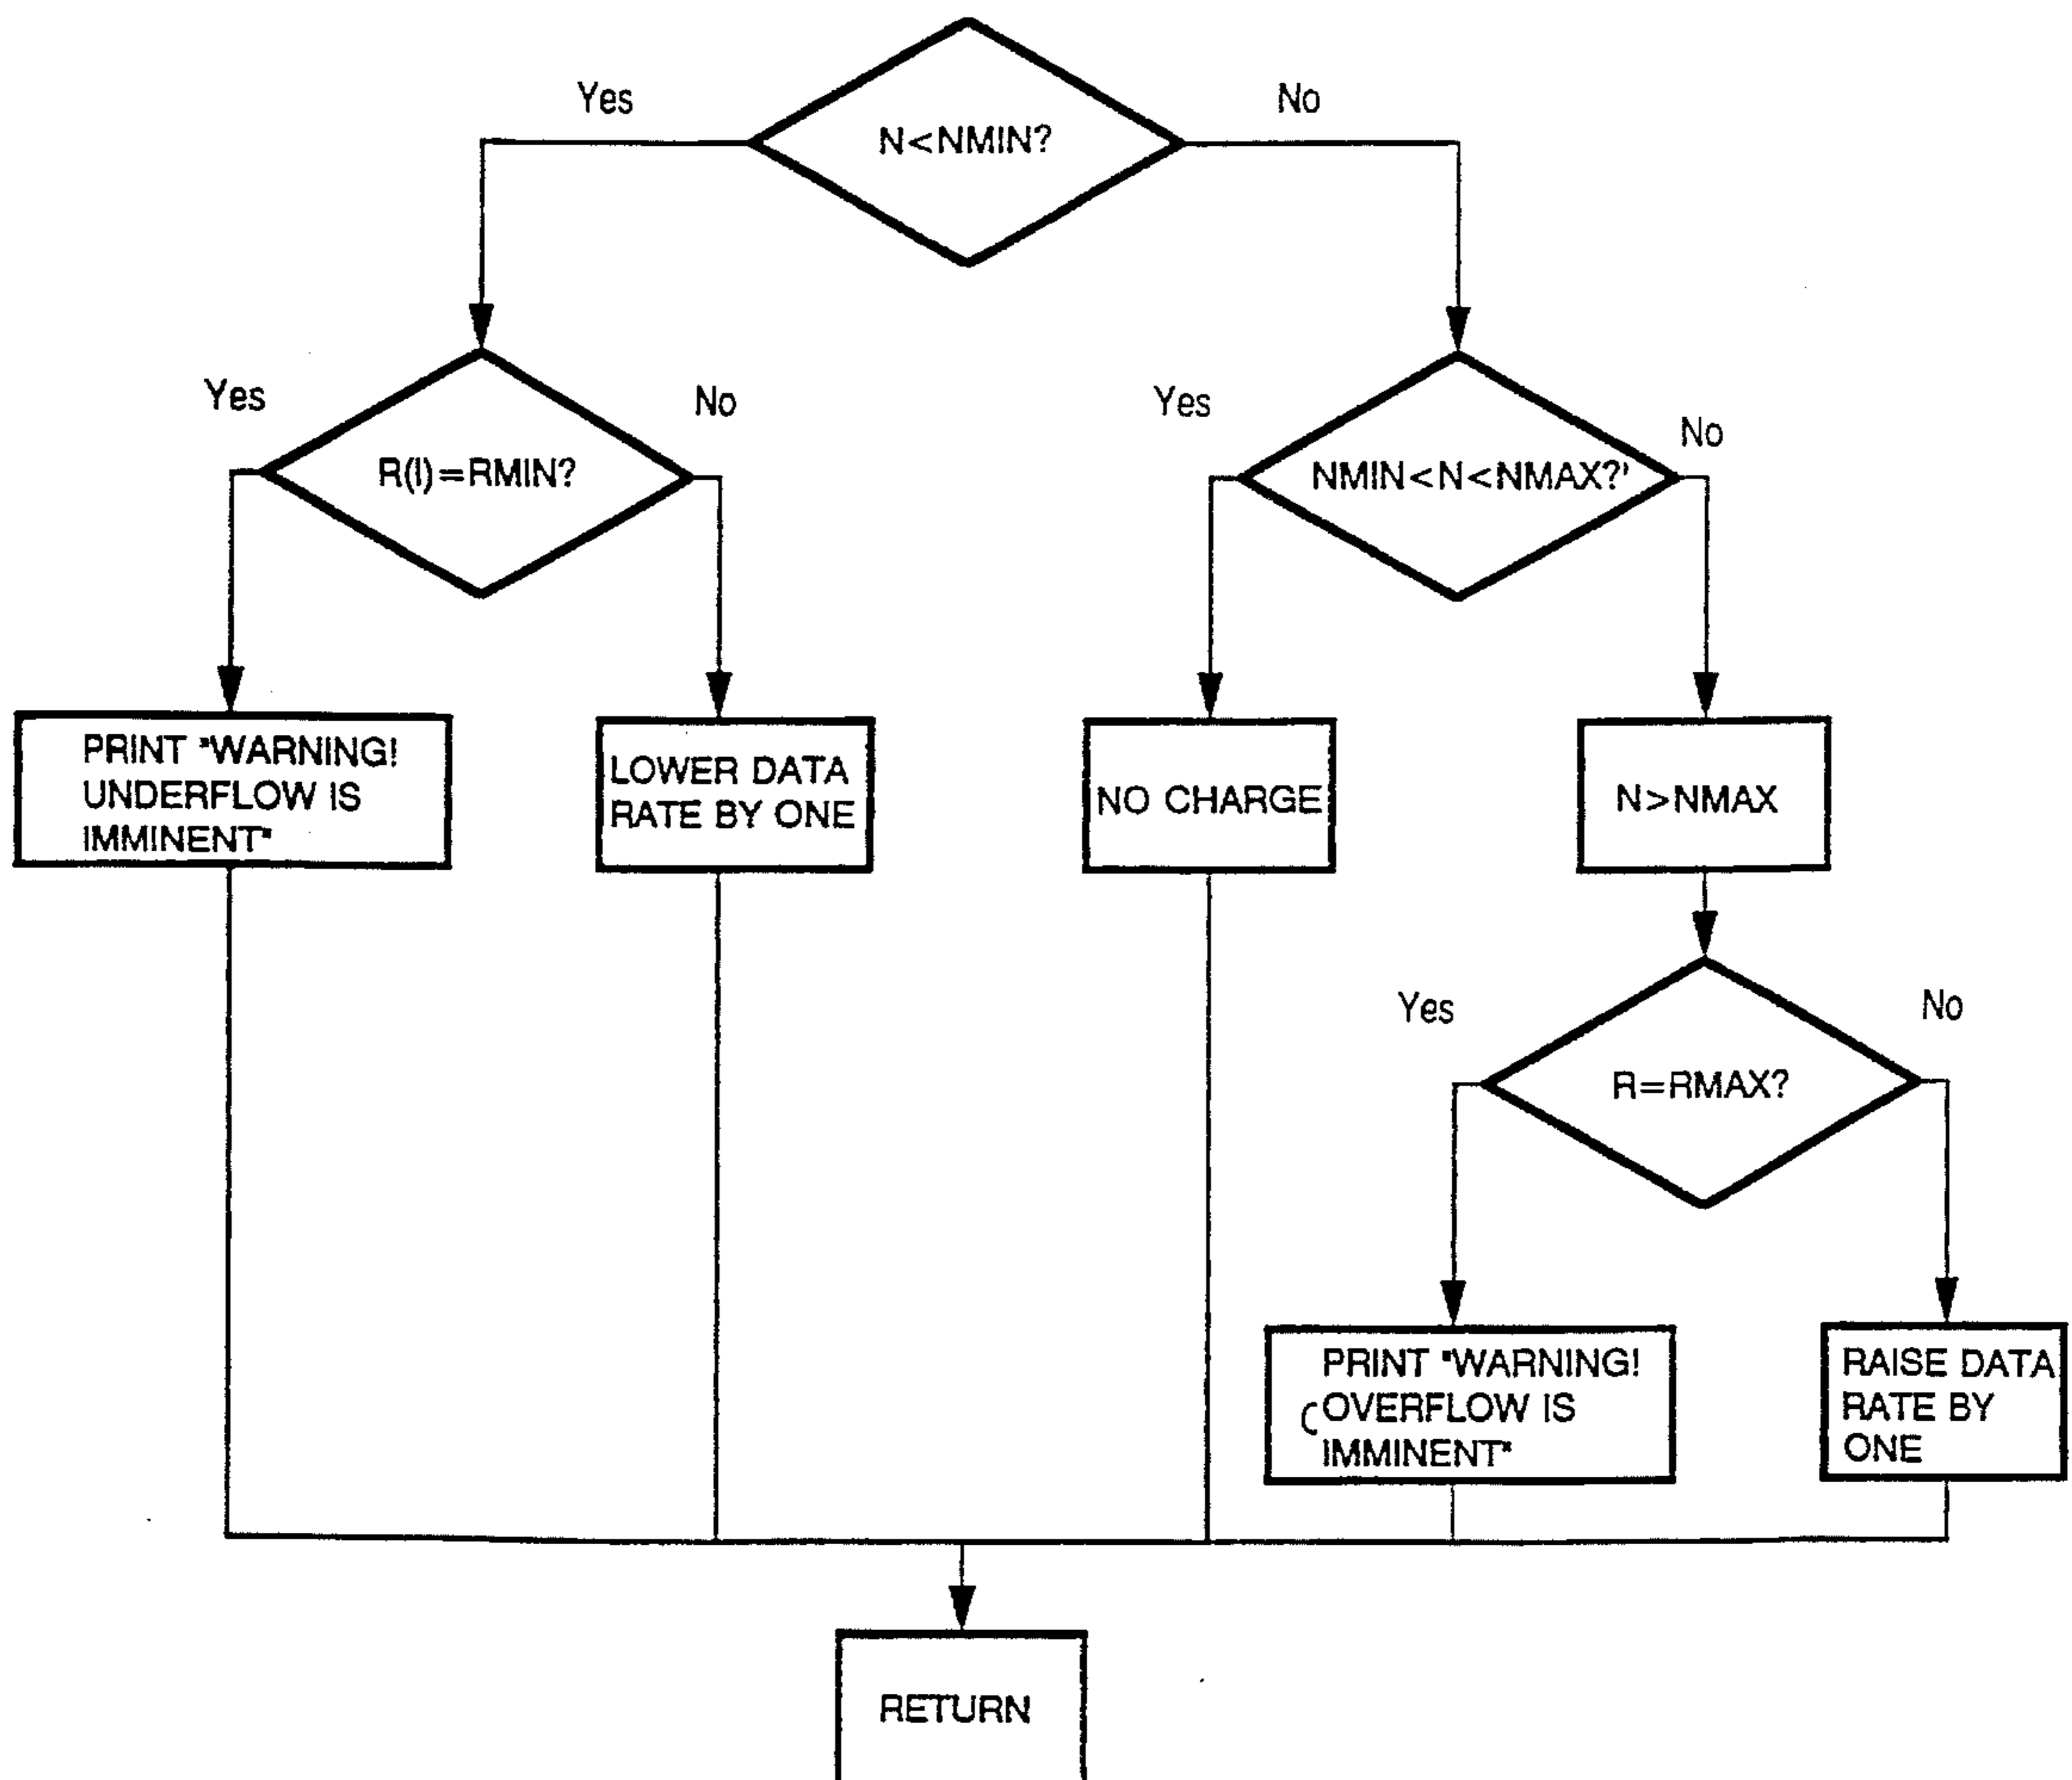 Yes
No
N<NMIN?
Yes
No
R(I)=RMIN?
Yes
No
NMIN<N<NMAX?'
PRINT "WARNING!
UNDERFLOW IS
IMMINENT"
LOWER DATA
RATE BY ONE
NO CHARGE
N>NMAX
Yes
No
R=RMAX?
PRINT "WARNING!
OVERFLOW IS
IMMINENT"
RAISE DATA
RATE BY
ONE
RETURN